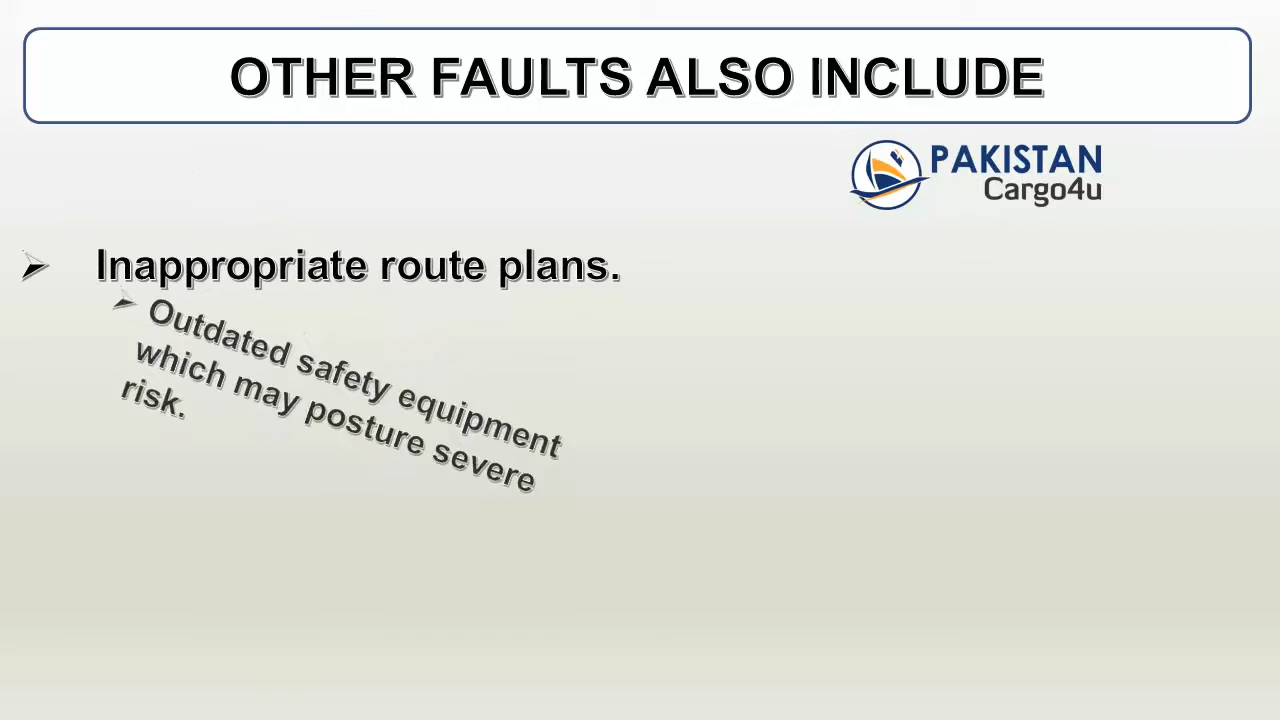 OTHER FAULTS ALSO INCLUDE
PAKISTAN
Cargo4u
Inappropriate route plans.
Outdated safety equipment
which may posture severe
risk.